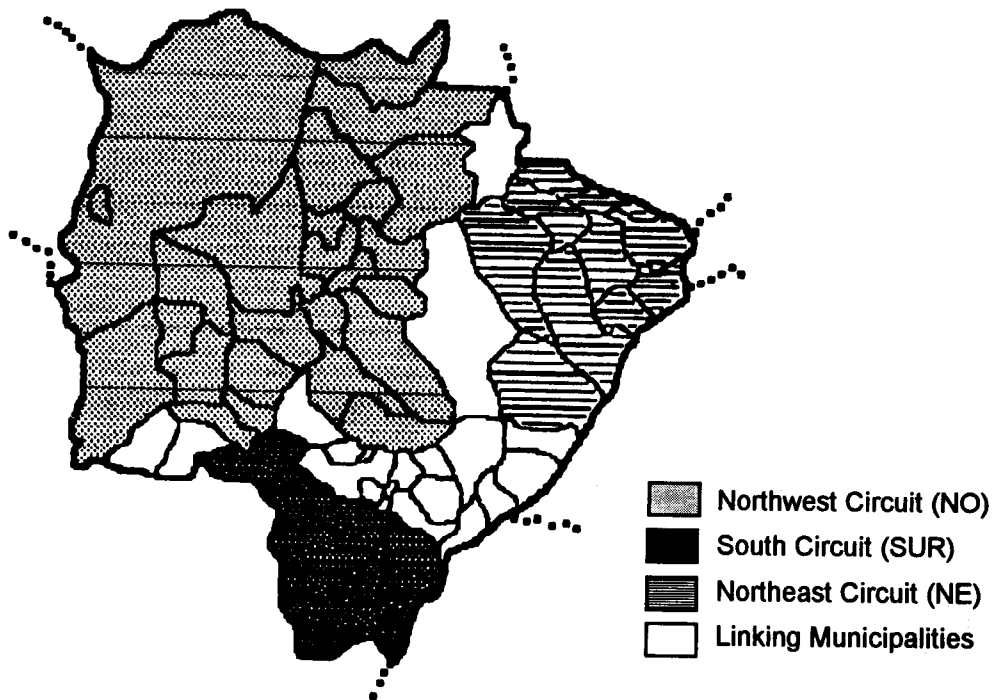 Northwest Circuit (NO)
South Circuit (SUR)
Northeast Circuit (NE)
Linking Municipalities